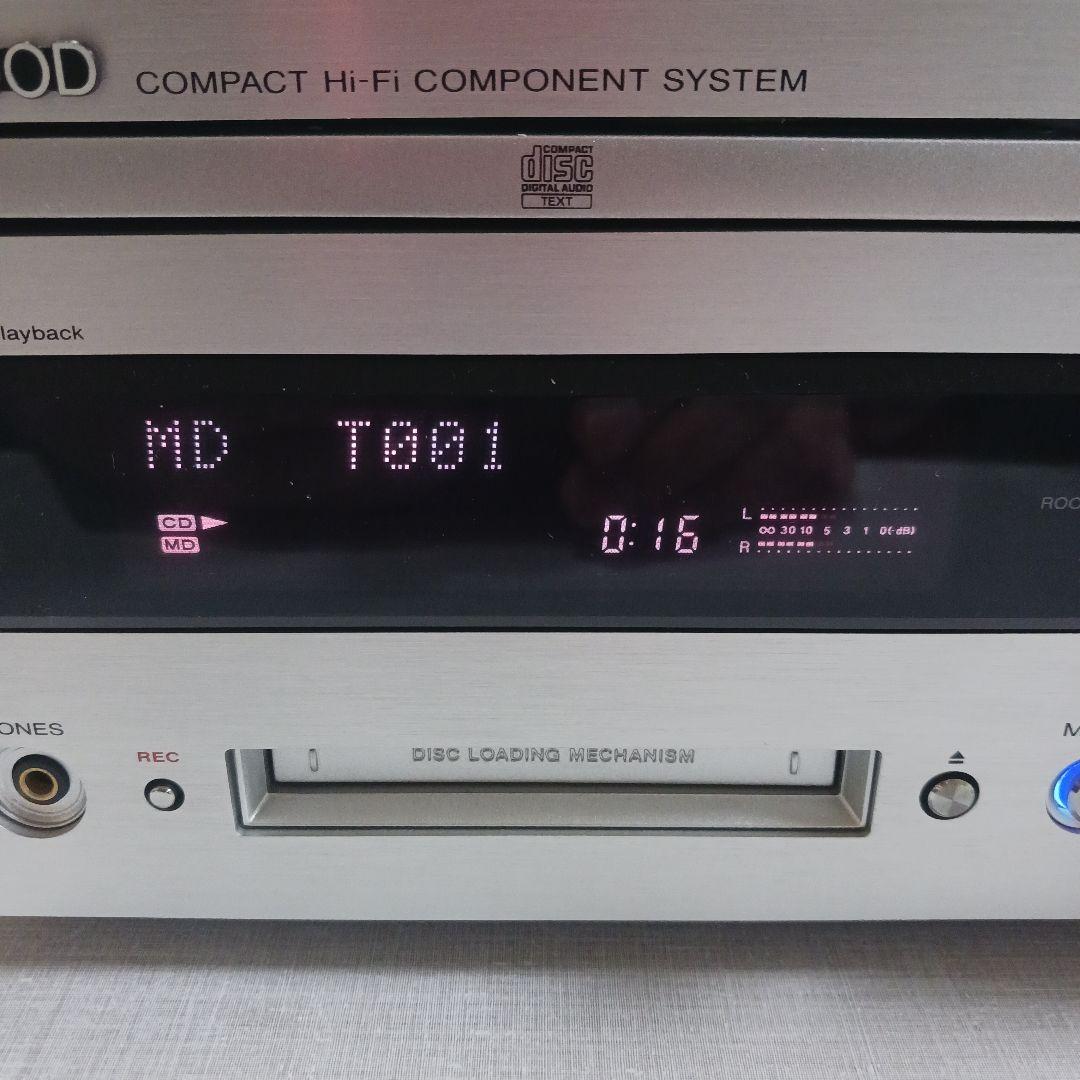 OD COMPACT Hi-Fi COMPONENT SYSTEM
COMPACT
disc
DIGITAL AUDIO
TEXT
layback
MD T001
ROC
CD
MD
0:16
L
∞ 30 10 5 3 1 0(-dB)
R
ONES
REC
DISC LOADING MECHANISM
M